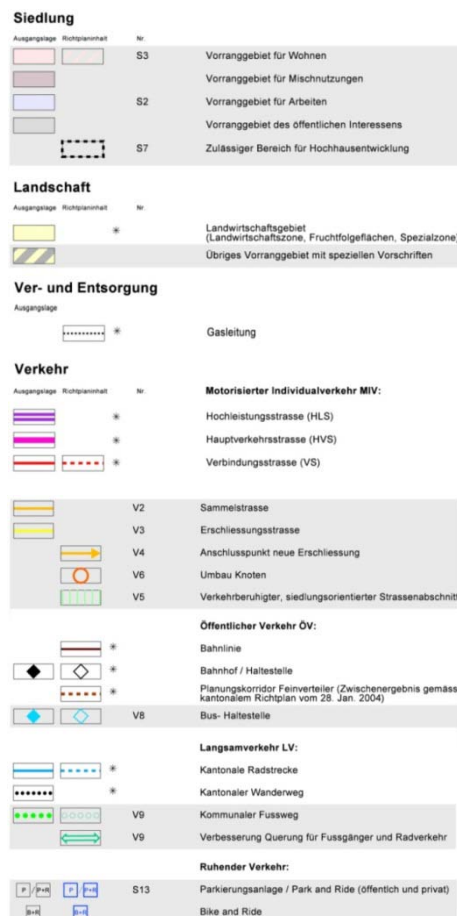 Siedlung
Ausgangslage Richtplaninhalt Nr.
S3 Vorranggebiet für Wohnen
Vorranggebiet für Mischnutzungen
S2 Vorranggebiet für Arbeiten
Vorranggebiet des öffentlichen Interessens
S7 Zulässiger Bereich für Hochhausentwicklung
Landschaft
Ausgangslage Richtplaninhalt Nr.
* Landwirtschaftsgebiet
(Landwirtschaftszone, Fruchtfolgeflächen, Spezialzone)
Übriges Vorranggebiet mit speziellen Vorschriften
Ver- und Entsorgung
Ausgangslage
* Gasleitung
Verkehr
Ausgangslage Richtplaninhalt Nr. Motorisierter Individualverkehr MIV:
* Hochleistungsstrasse (HLS)
* Hauptverkehrsstrasse (HVS)
* Verbindungsstrasse (VS)
V2 Sammelstrasse
V3 Erschliessungsstrasse
V4 Anschlusspunkt neue Erschliessung
V6 Umbau Knoten
V5 Verkehrberuhigter, siedlungsorientierter Strassenabschnitt
Öffentlicher Verkehr ÖV:
* Bahnlinie
* Bahnhof / Haltestelle
* Planungskorridor Feinverteiler (Zwischenergebnis gemäss
kantonalem Richtplan vom 28. Jan. 2004)
V8 Bus- Haltestelle
Langsamverkehr LV:
* Kantonale Radstrecke
* Kantonaler Wanderweg
V9 Kommunaler Fussweg
V9 Verbesserung Querung für Fussgänger und Radverkehr
Ruhender Verkehr:
P / P+R P / P+R S13 Parkierungsanlage / Park and Ride (öffentich und privat)
B+R B+R Bike and Ride